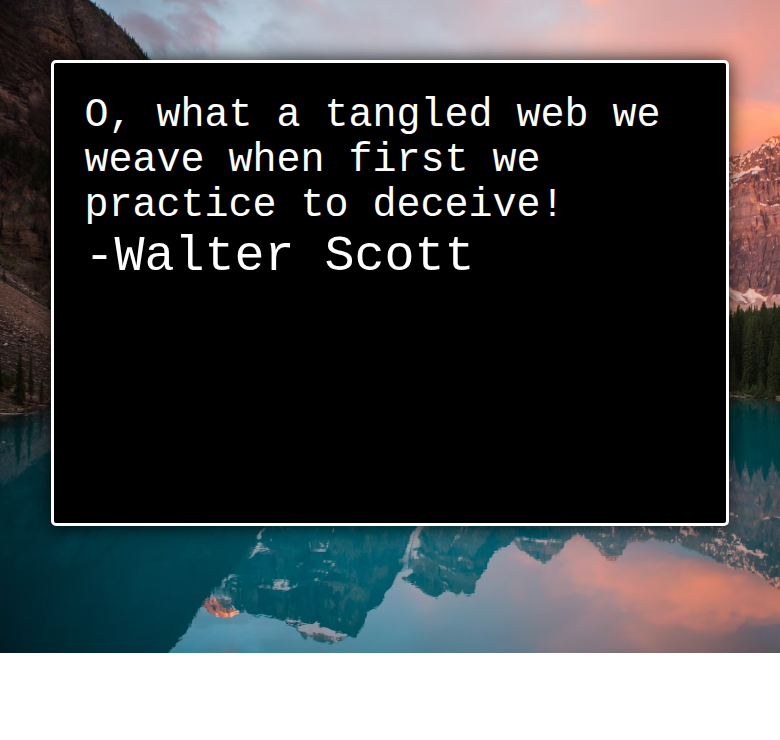 O, what a tangled web we
weave when first we
practice to deceive!
-Walter Scott